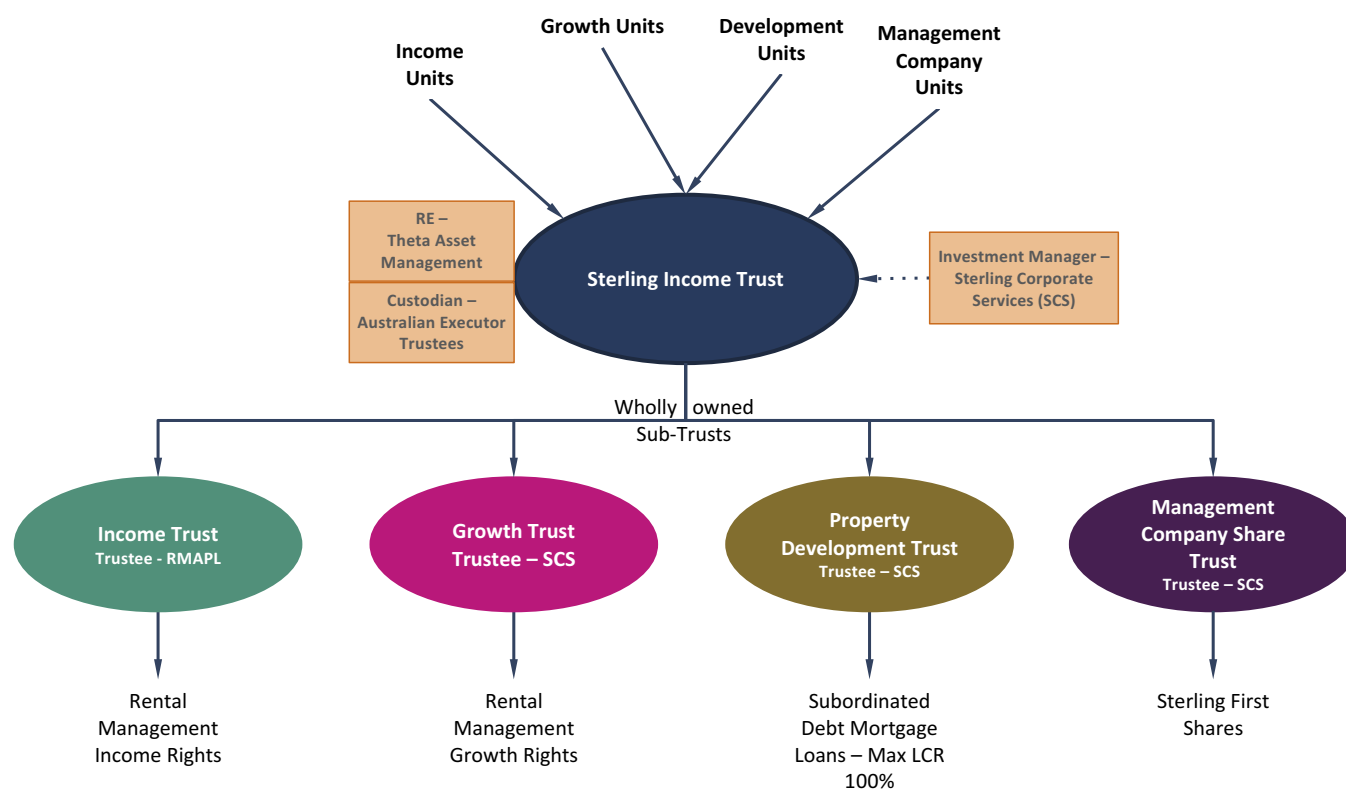 Income
Units
Growth Units
Development
Units
Management
Company
Units
RE –
Theta Asset
Management
Custodian –
Australian Executor
Trustees
Sterling Income Trust
Investment Manager –
Sterling Corporate
Services (SCS)
Wholly owned
Sub-Trusts
Income Trust
Trustee - RMAPL
Growth Trust
Trustee – SCS
Property
Development Trust
Trustee – SCS
Management
Company Share
Trust
Trustee – SCS
Rental
Management
Income Rights
Rental
Management
Growth Rights
Subordinated
Debt Mortgage
Loans – Max LCR
100%
Sterling First
Shares